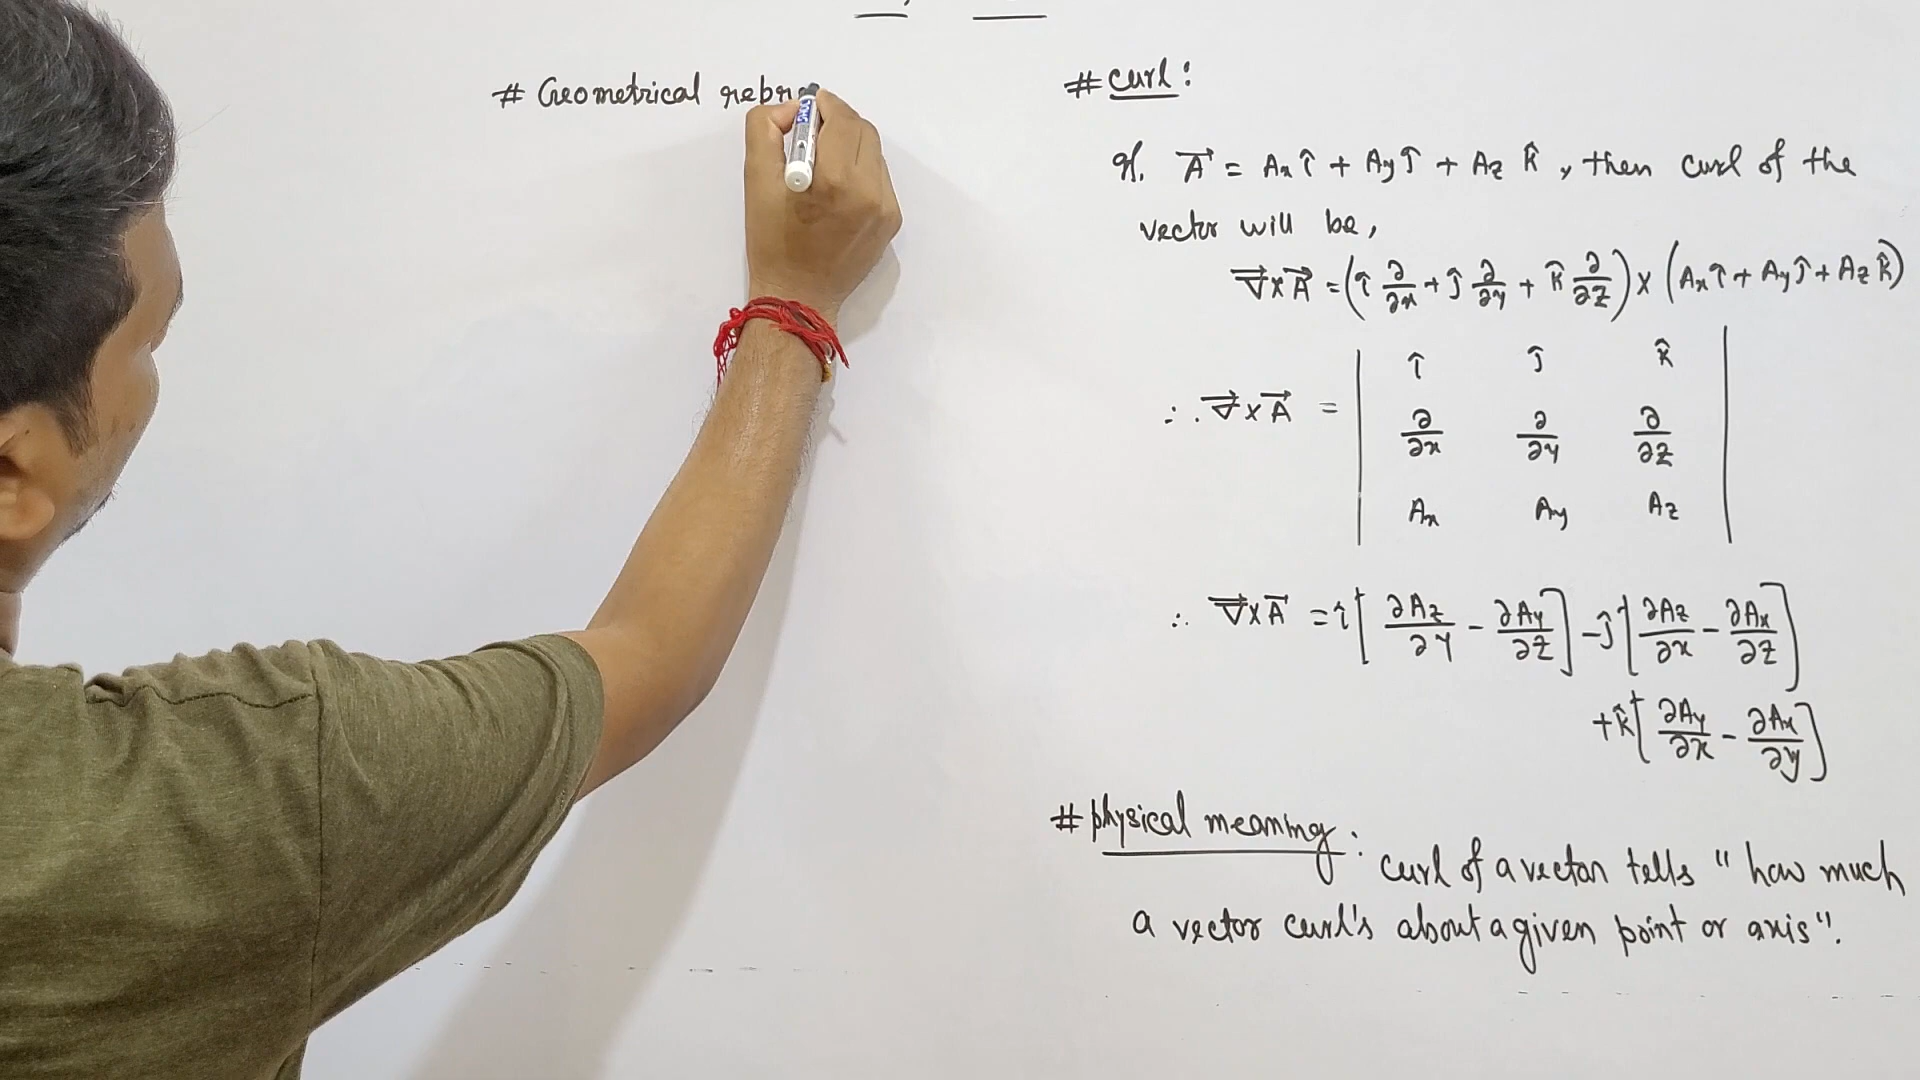 # Geometrical repre
# Curl :
If. A⃗ = Ax î + Ay ĵ + Az k̂, then curl of the
vector will be,
∇⃗×A⃗ = (î ∂/∂x + ĵ ∂/∂y + k̂ ∂/∂z) × (Ax î + Ay ĵ + Az k̂)
∴ ∇⃗×A⃗ = | î ĵ k̂
∂/∂x ∂/∂y ∂/∂z
Ax Ay Az |
∴ ∇⃗×A⃗ = î [∂Az/∂y - ∂Ay/∂z] - ĵ [∂Az/∂x - ∂Ax/∂z]
+ k̂ [∂Ay/∂x - ∂Ax/∂y]
# physical meaning : curl of a vector tells "how much
a vector curl's about a given point or axis".